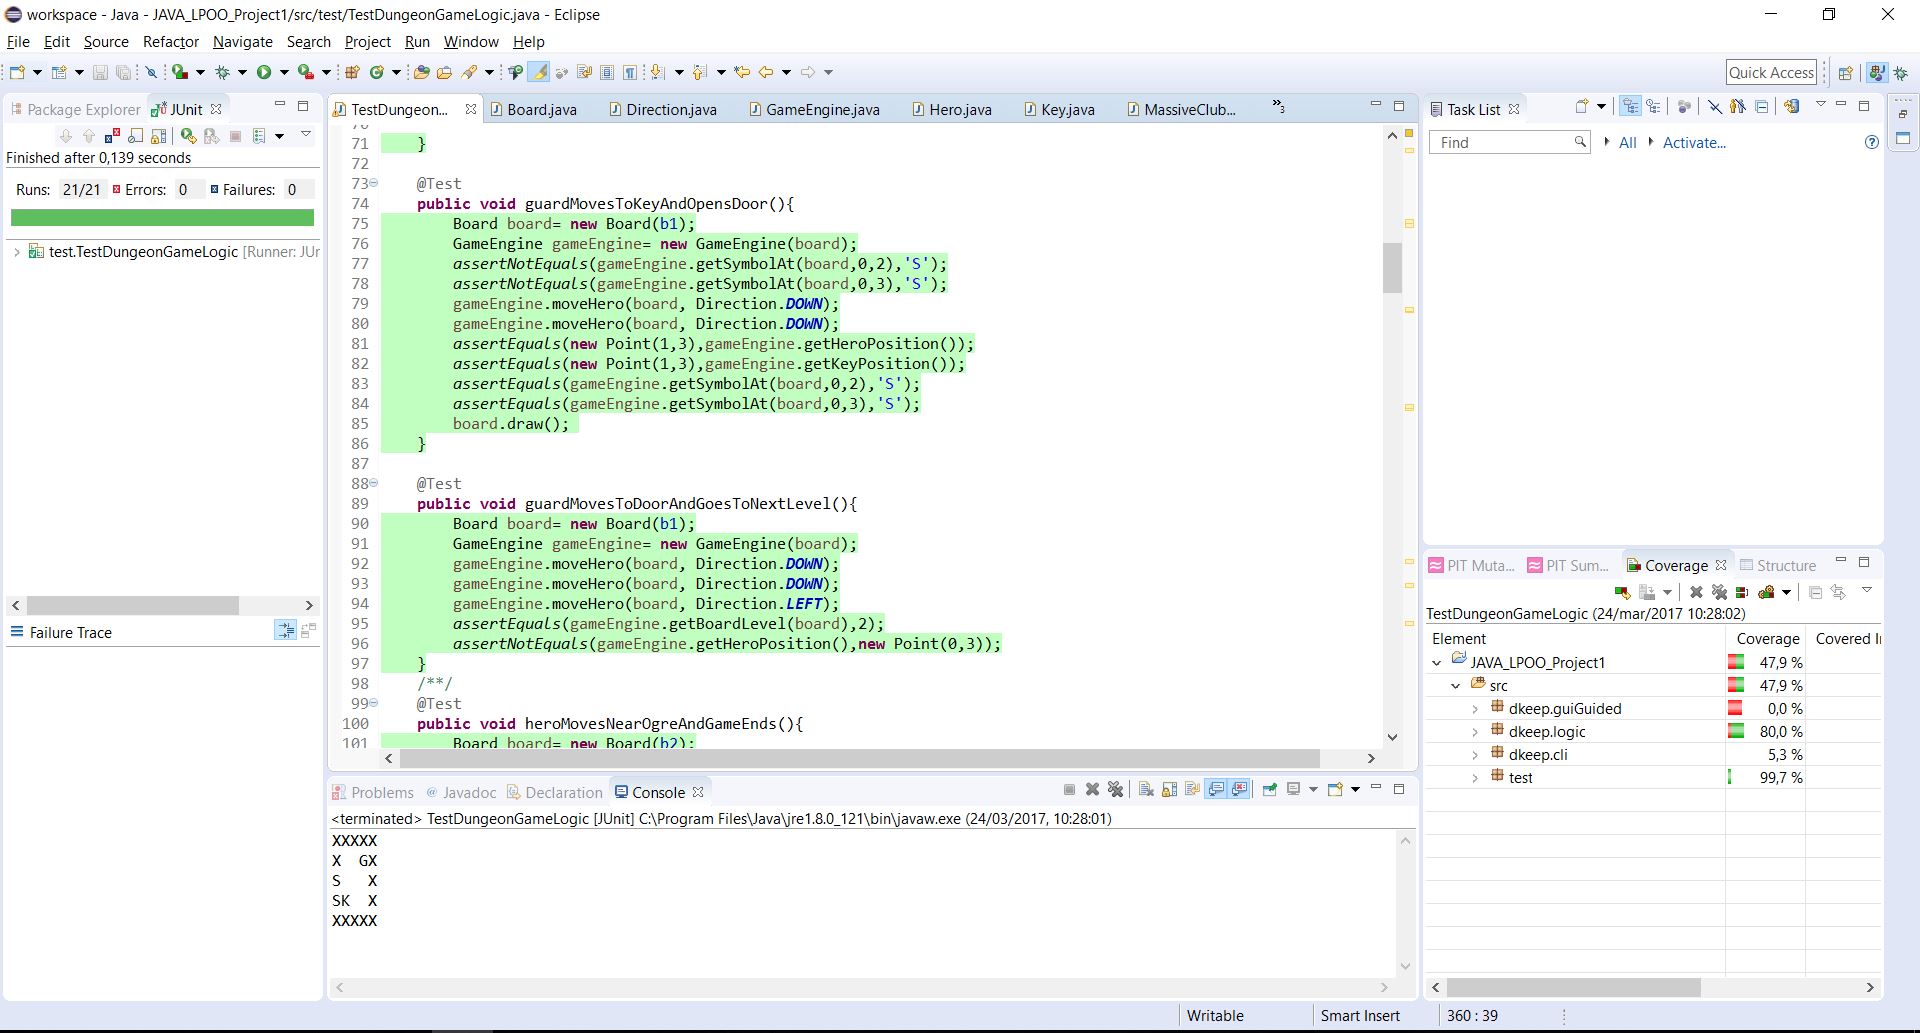 workspace - Java - JAVA_LPOO_Project1/src/test/TestDungeonGameLogic.java - Eclipse
File Edit Source Refactor Navigate Search Project Run Window Help
Quick Access
Package Explorer JUnit
Finished after 0,139 seconds
Runs: 21/21 Errors: 0 Failures: 0
test.TestDungeonGameLogic [Runner: JUr
Failure Trace
TestDungeon... Board.java Direction.java GameEngine.java Hero.java Key.java MassiveClub... »3
71 }
72
73 @Test
74 public void guardMovesToKeyAndOpensDoor(){
75 Board board= new Board(b1);
76 GameEngine gameEngine= new GameEngine(board);
77 assertNotEquals(gameEngine.getSymbolAt(board,0,2),'S');
78 assertNotEquals(gameEngine.getSymbolAt(board,0,3),'S');
79 gameEngine.moveHero(board, Direction.DOWN);
80 gameEngine.moveHero(board, Direction.DOWN);
81 assertEquals(new Point(1,3),gameEngine.getHeroPosition());
82 assertEquals(new Point(1,3),gameEngine.getKeyPosition());
83 assertEquals(gameEngine.getSymbolAt(board,0,2),'S');
84 assertEquals(gameEngine.getSymbolAt(board,0,3),'S');
85 board.draw();
86 }
87
88 @Test
89 public void guardMovesToDoorAndGoesToNextLevel(){
90 Board board= new Board(b1);
91 GameEngine gameEngine= new GameEngine(board);
92 gameEngine.moveHero(board, Direction.DOWN);
93 gameEngine.moveHero(board, Direction.DOWN);
94 gameEngine.moveHero(board, Direction.LEFT);
95 assertEquals(gameEngine.getBoardLevel(board),2);
96 assertNotEquals(gameEngine.getHeroPosition(),new Point(0,3));
97 }
98 /**/
99 @Test
100 public void heroMovesNearOgreAndGameEnds(){
101 Board board= new Board(b2);
Problems Javadoc Declaration Console
<terminated> TestDungeonGameLogic [JUnit] C:\Program Files\Java\jre1.8.0_121\bin\javaw.exe (24/03/2017, 10:28:01)
XXXXX
X  GX
S   X
SK  X
XXXXX
Task List
Find All Activate...
PIT Muta... PIT Sum... Coverage Structure
TestDungeonGameLogic (24/mar/2017 10:28:02)
Element Coverage Covered I
JAVA_LPOO_Project1 47,9 %
src 47,9 %
dkeep.guiGuided 0,0 %
dkeep.logic 80,0 %
dkeep.cli 5,3 %
test 99,7 %
Writable Smart Insert 360 : 39